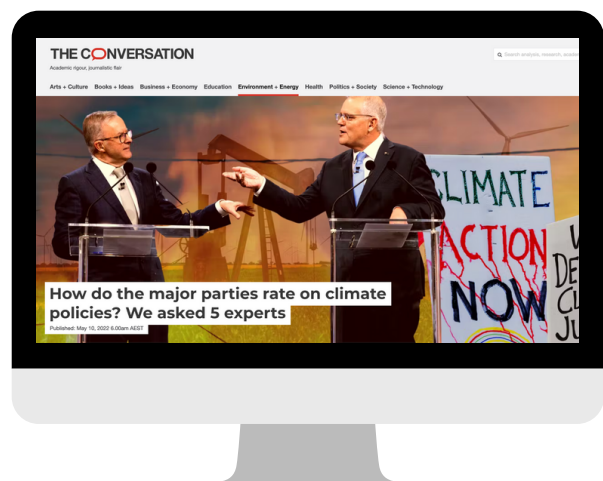 THE CONVERSATION
Academic rigour, journalistic flair
Search analysis, research, academ
Arts + Culture Books + Ideas Business + Economy Education Environment + Energy Health Politics + Society Science + Technology
CLIMATE
ACTION
NOW
How do the major parties rate on climate
policies? We asked 5 experts
Published: May 10, 2022 6.00am AEST